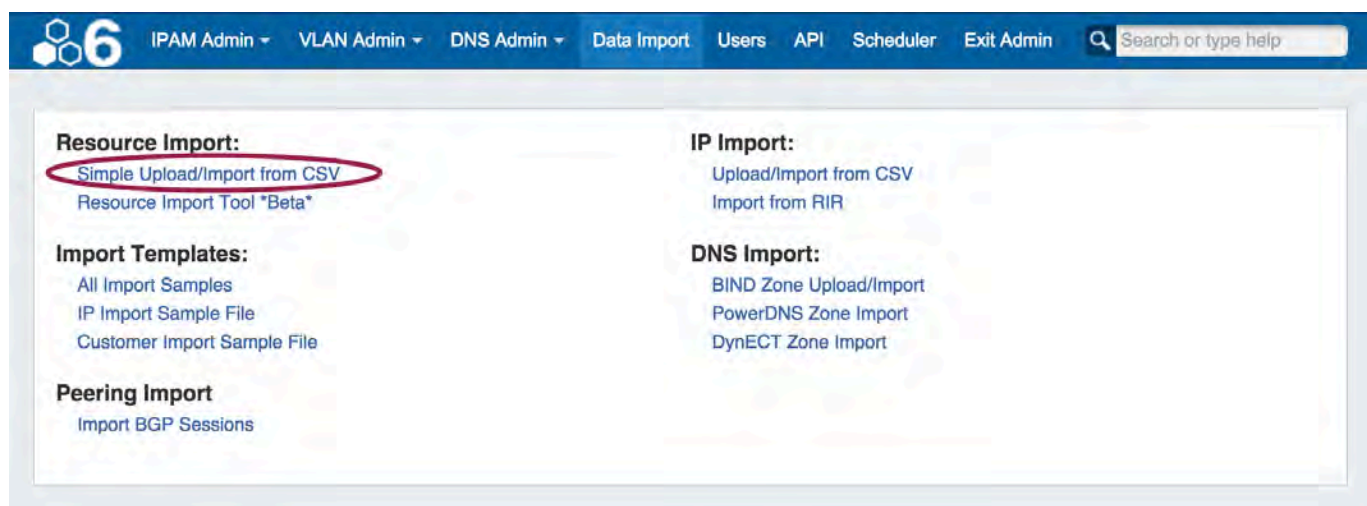 6 IPAM Admin VLAN Admin DNS Admin Data Import Users API Scheduler Exit Admin Search or type help
Resource Import:
Simple Upload/Import from CSV
Resource Import Tool *Beta*
Import Templates:
All Import Samples
IP Import Sample File
Customer Import Sample File
Peering Import
Import BGP Sessions
IP Import:
Upload/Import from CSV
Import from RIR
DNS Import:
BIND Zone Upload/Import
PowerDNS Zone Import
DynECT Zone Import